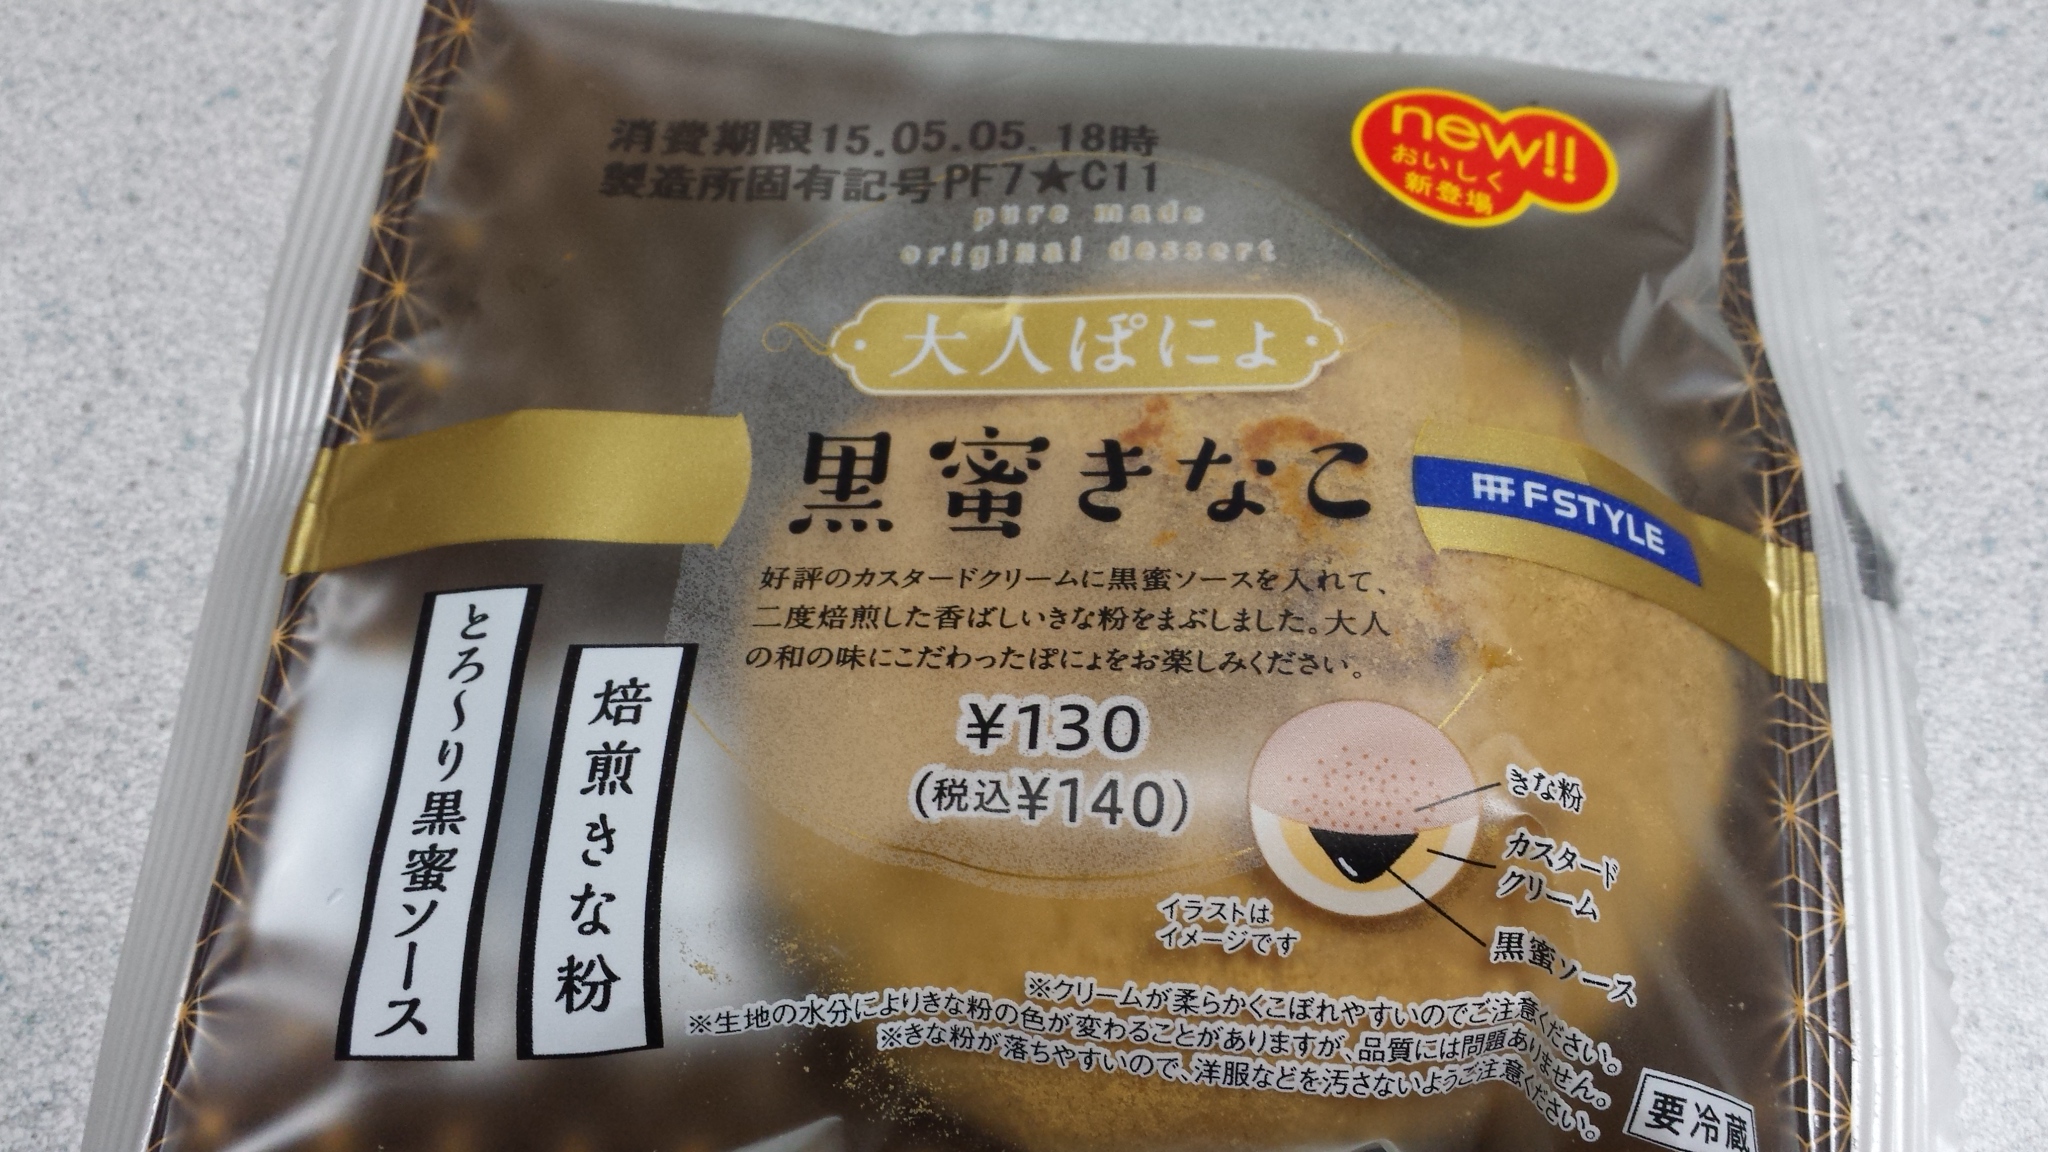 消費期限15.05.05.18時
製造所固有記号PF7★C11
new!!
おいしく
新登場
pure made
original dessert
大人ぽにょ
黒蜜きなこ
FSTYLE
好評のカスタードクリームに黒蜜ソースを入れて、
二度焙煎した香ばしいきな粉をまぶしました。大人
の和の味にこだわったぽにょをお楽しみください。
とろ~り黒蜜ソース
焙煎きな粉
¥130
(税込¥140)
きな粉
カスタード
クリーム
黒蜜ソース
イラストは
イメージです
※クリームが柔らかくこぼれやすいのでご注意ください。
※生地の水分によりきな粉の色が変わることがありますが、品質には問題ありません。
※きな粉が落ちやすいので、洋服などを汚さないようご注意ください。
要冷蔵